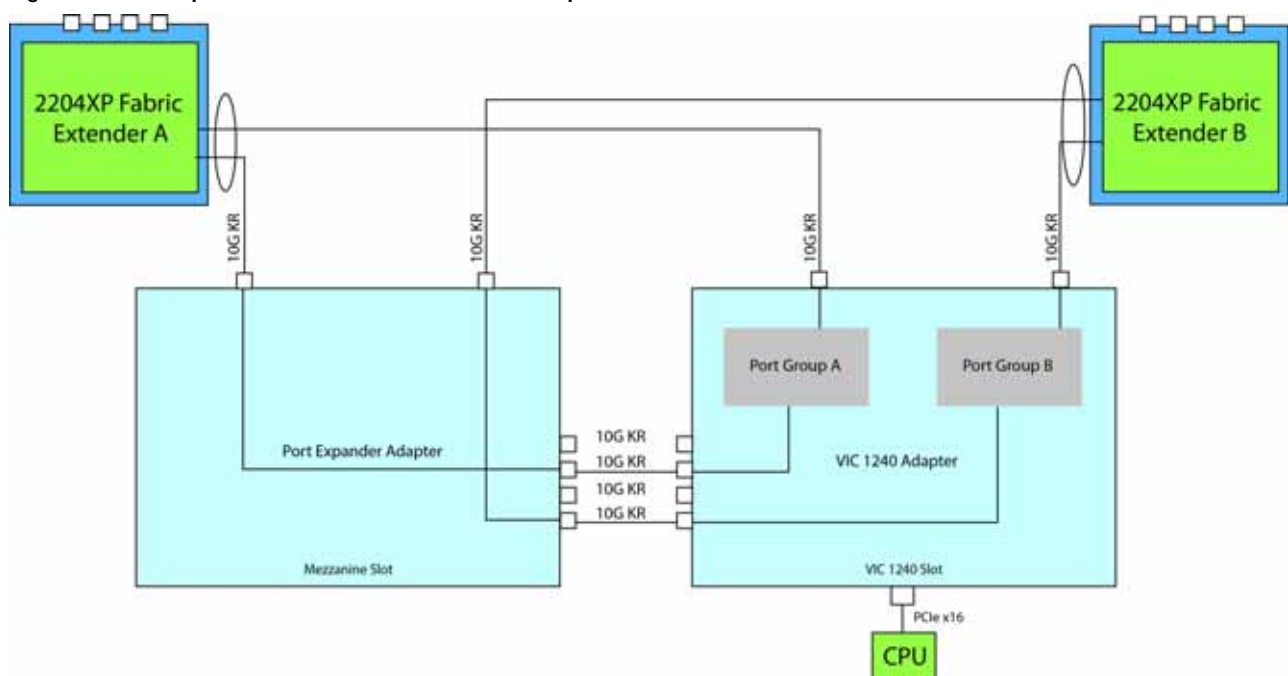 2204XP Fabric
Extender A
2204XP Fabric
Extender B
10G KR
10G KR
10G KR
10G KR
Port Group A
Port Group B
10G KR
10G KR
10G KR
10G KR
Port Expander Adapter
VIC 1240 Adapter
Mezzanine Slot
VIC 1240 Slot
PCIe x16
CPU